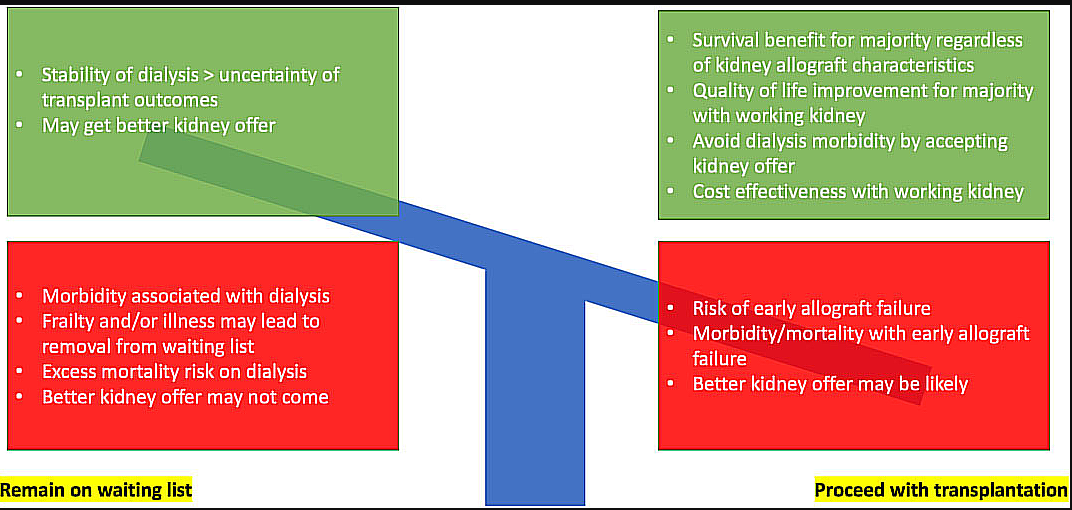 • Stability of dialysis > uncertainty of
transplant outcomes
• May get better kidney offer
• Survival benefit for majority regardless
of kidney allograft characteristics
• Quality of life improvement for majority
with working kidney
• Avoid dialysis morbidity by accepting
kidney offer
• Cost effectiveness with working kidney
• Morbidity associated with dialysis
• Frailty and/or illness may lead to
removal from waiting list
• Excess mortality risk on dialysis
• Better kidney offer may not come
• Risk of early allograft failure
• Morbidity/mortality with early allograft
failure
• Better kidney offer may be likely
Remain on waiting list
Proceed with transplantation